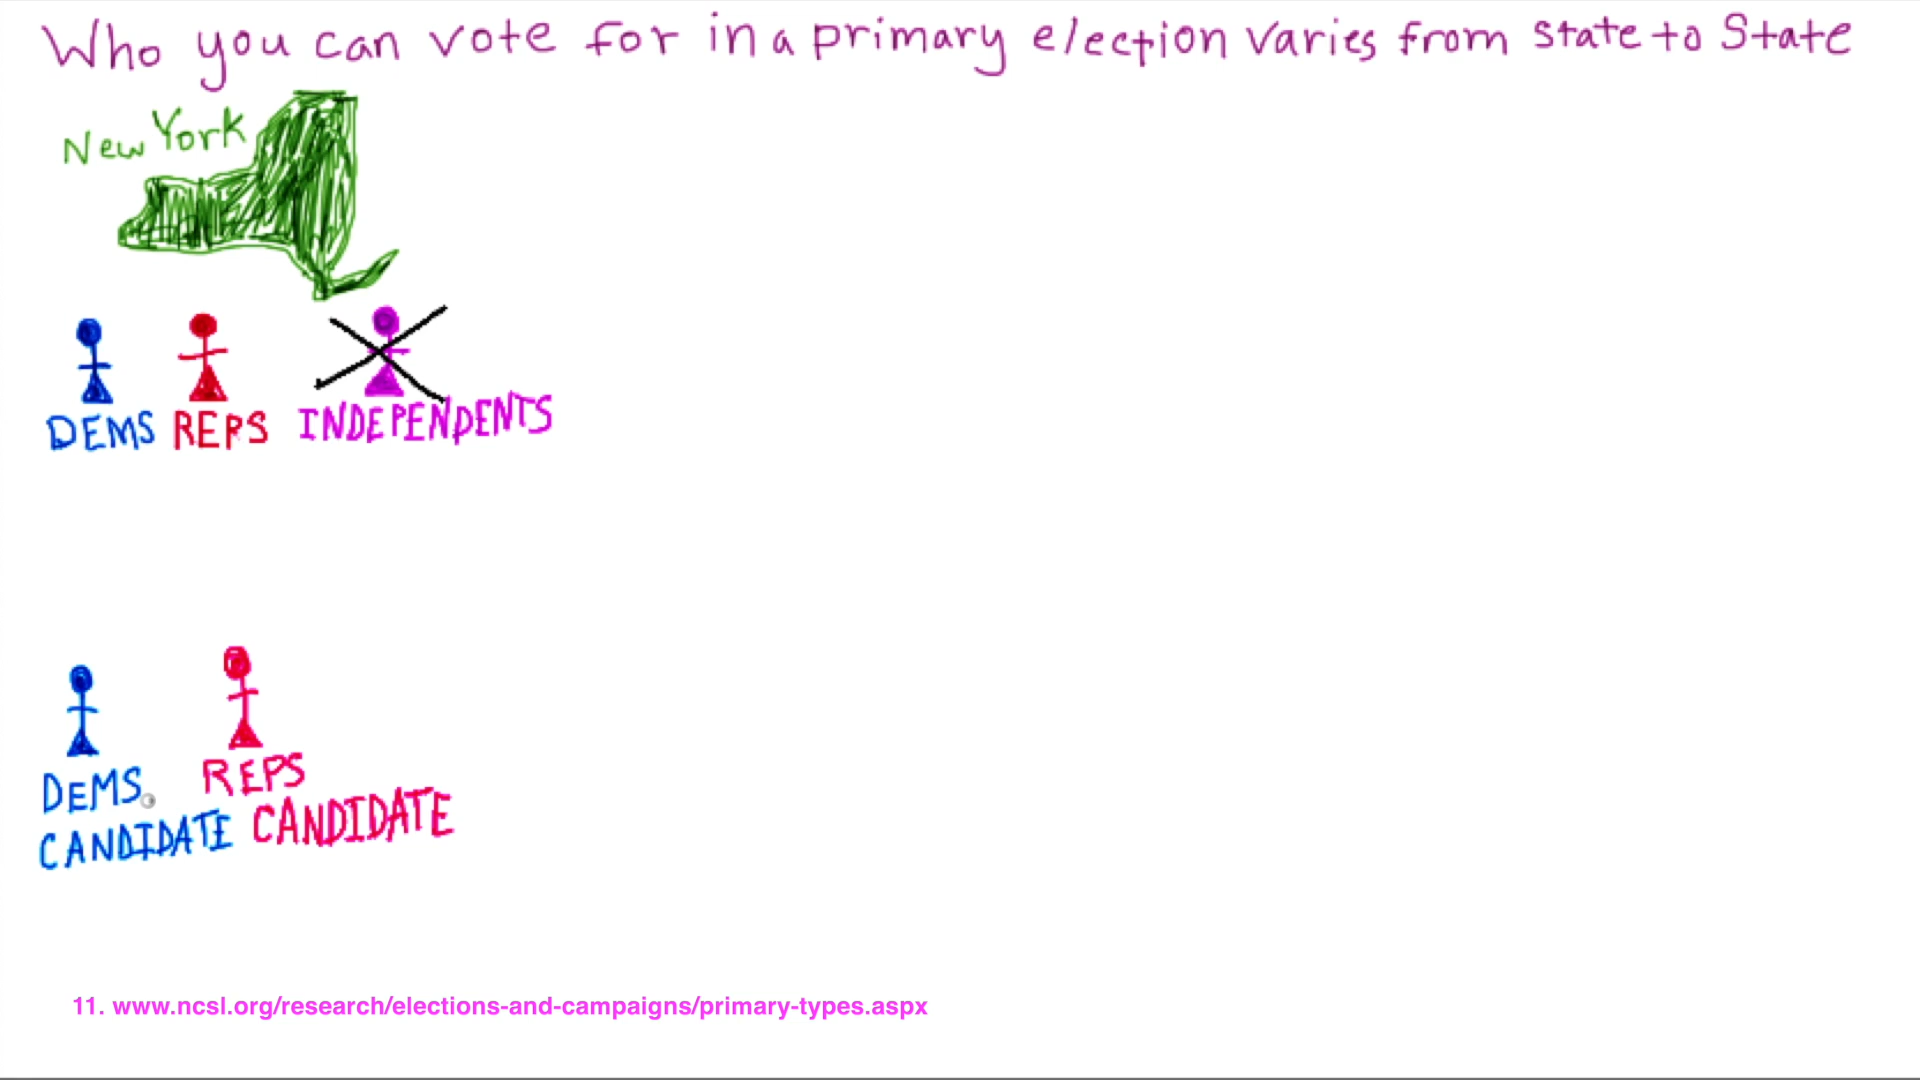 Who you can vote for in a primary election varies from state to State
New York
DEMS REPS INDEPENDENTS
DEMS REPS
CANDIDATE CANDIDATE
11. www.ncsl.org/research/elections-and-campaigns/primary-types.aspx